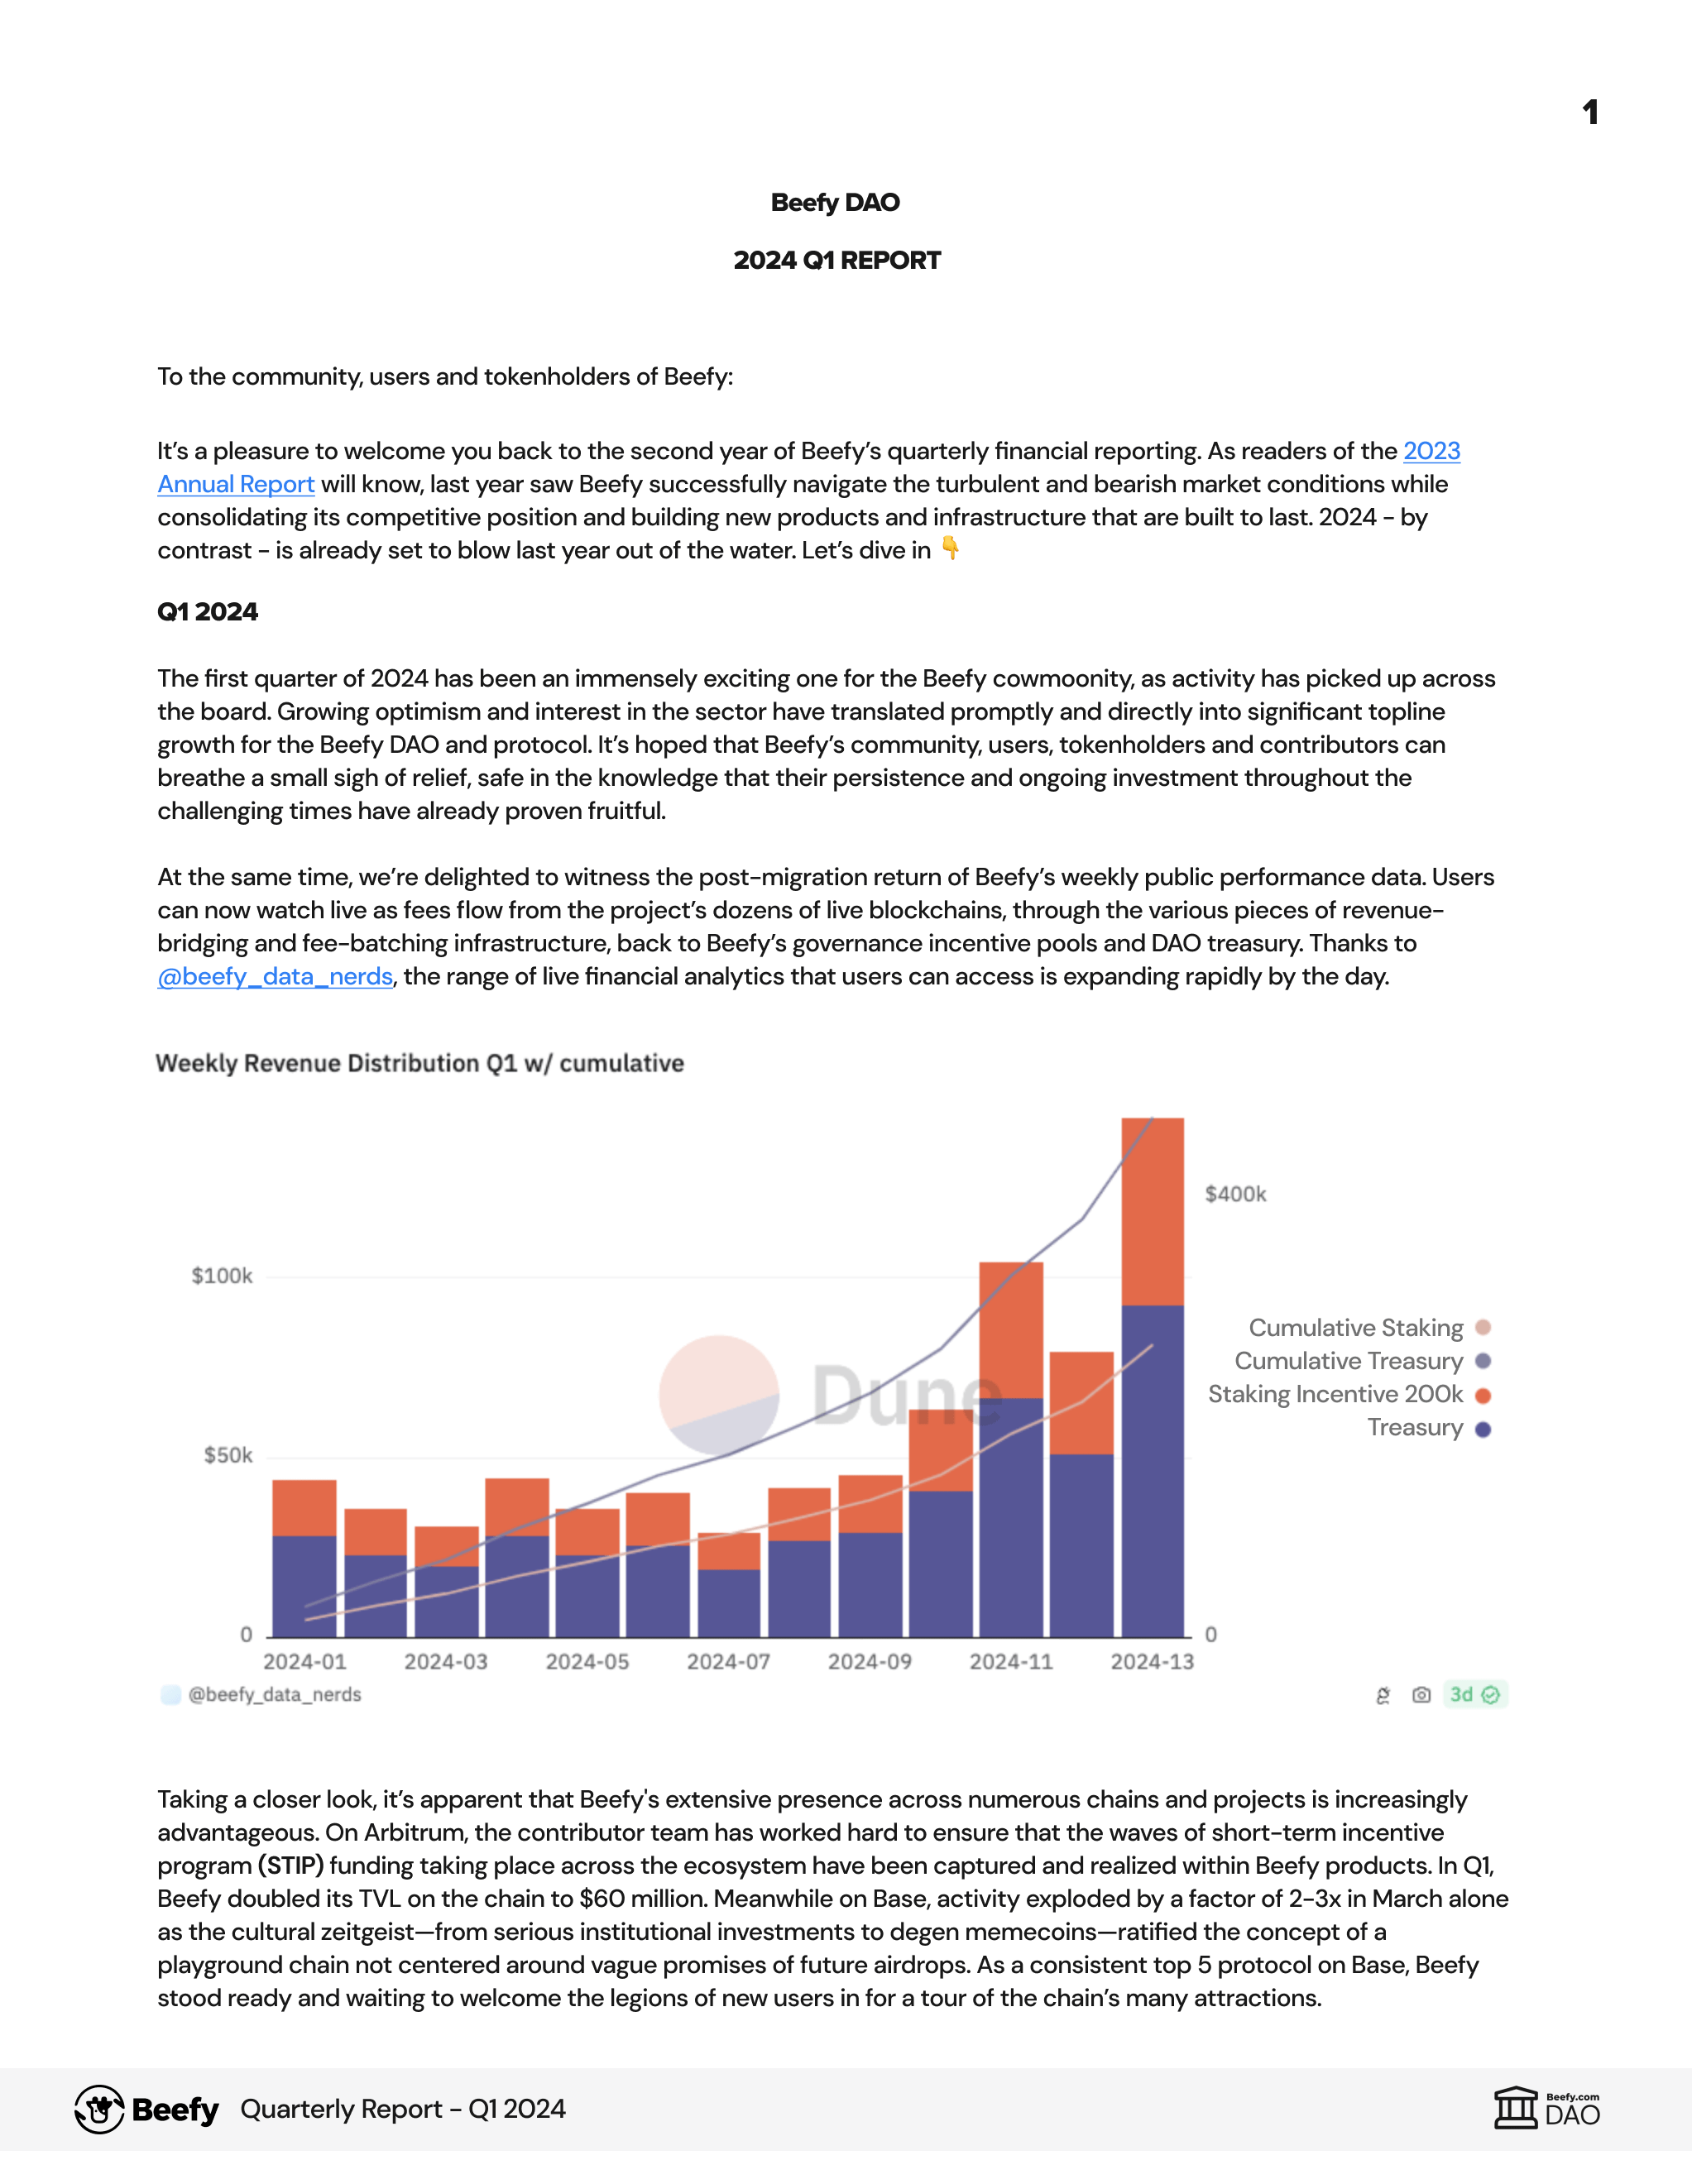 1
Beefy DAO
2024 Q1 REPORT
To the community, users and tokenholders of Beefy:
It’s a pleasure to welcome you back to the second year of Beefy’s quarterly financial reporting. As readers of the 2023
Annual Report will know, last year saw Beefy successfully navigate the turbulent and bearish market conditions while
consolidating its competitive position and building new products and infrastructure that are built to last. 2024 - by
contrast - is already set to blow last year out of the water. Let’s dive in 👇
Q1 2024
The first quarter of 2024 has been an immensely exciting one for the Beefy cowmoonity, as activity has picked up across
the board. Growing optimism and interest in the sector have translated promptly and directly into significant topline
growth for the Beefy DAO and protocol. It’s hoped that Beefy’s community, users, tokenholders and contributors can
breathe a small sigh of relief, safe in the knowledge that their persistence and ongoing investment throughout the
challenging times have already proven fruitful.
At the same time, we’re delighted to witness the post-migration return of Beefy’s weekly public performance data. Users
can now watch live as fees flow from the project’s dozens of live blockchains, through the various pieces of revenue-
bridging and fee-batching infrastructure, back to Beefy’s governance incentive pools and DAO treasury. Thanks to
@beefy_data_nerds, the range of live financial analytics that users can access is expanding rapidly by the day.
Weekly Revenue Distribution Q1 w/ cumulative
$400k
$100k
Cumulative Staking
Cumulative Treasury
Dune
Staking Incentive 200k
Treasury
$50k
0
0
2024-01 2024-03 2024-05 2024-07 2024-09 2024-11 2024-13
@beefy_data_nerds
3d
Taking a closer look, it’s apparent that Beefy's extensive presence across numerous chains and projects is increasingly
advantageous. On Arbitrum, the contributor team has worked hard to ensure that the waves of short-term incentive
program (STIP) funding taking place across the ecosystem have been captured and realized within Beefy products. In Q1,
Beefy doubled its TVL on the chain to $60 million. Meanwhile on Base, activity exploded by a factor of 2-3x in March alone
as the cultural zeitgeist—from serious institutional investments to degen memecoins—ratified the concept of a
playground chain not centered around vague promises of future airdrops. As a consistent top 5 protocol on Base, Beefy
stood ready and waiting to welcome the legions of new users in for a tour of the chain’s many attractions.
Beefy Quarterly Report - Q1 2024
Beefy.com
DAO